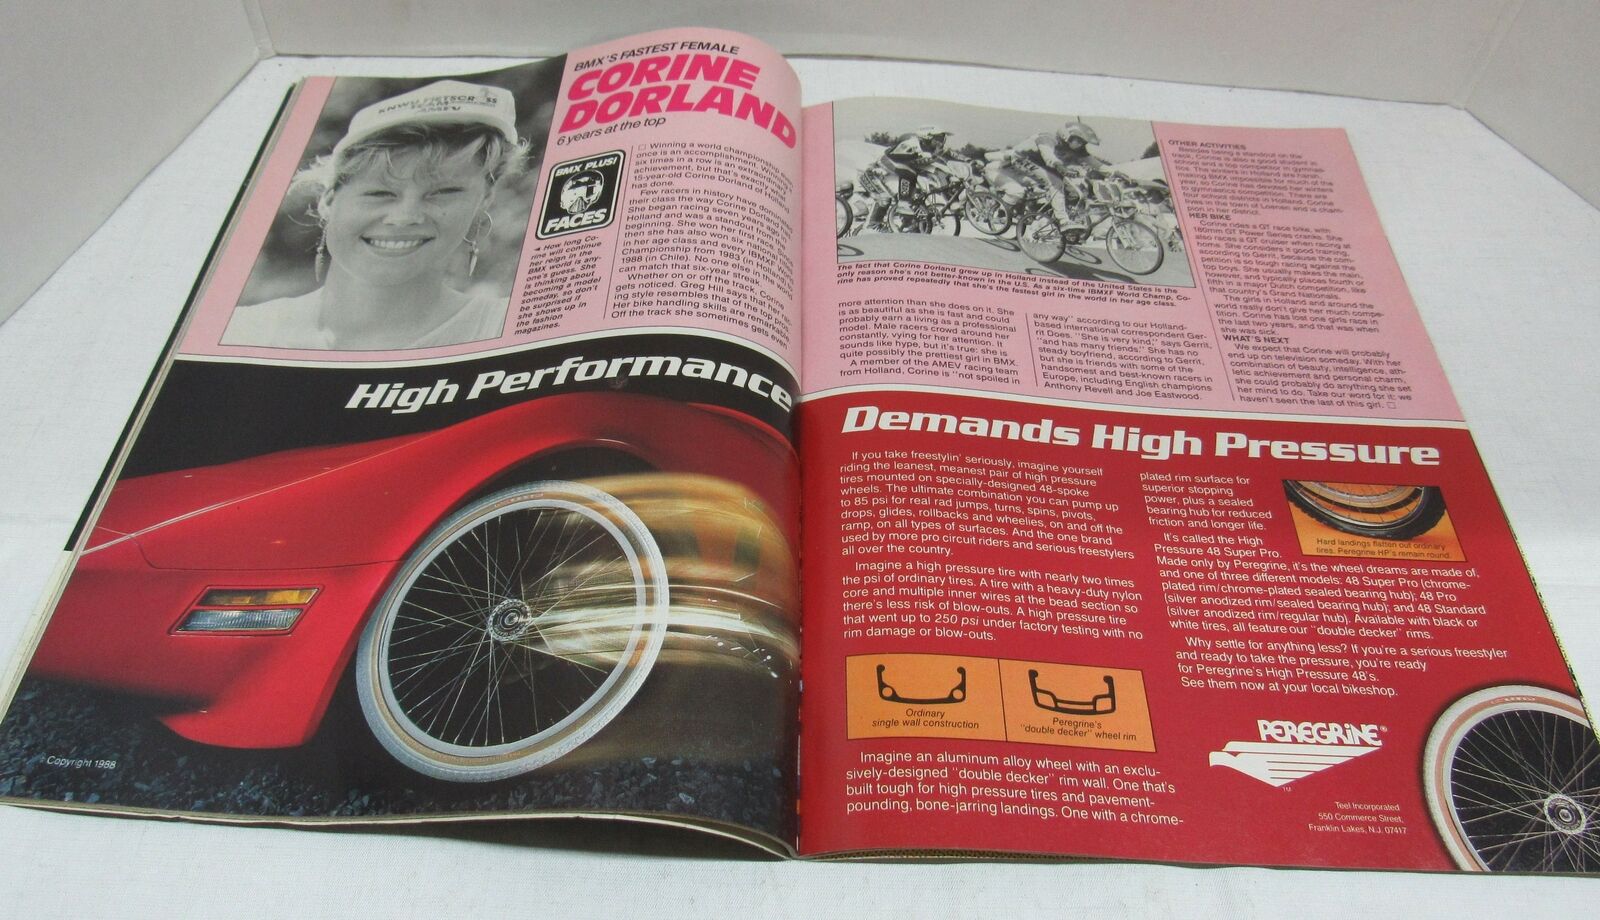 KNWU FIETSCROSS
TEAM
AMEV
BMX'S FASTEST FEMALE
CORINE
DORLAND
6 years at the top
BMX PLUS!
FACES
◄ How long Co-
rine will continue
her reign in the
BMX world is any-
one's guess. She
is thinking about
becoming a model
someday, so don't
be surprised if
she shows up in
the fashion
magazines.
□ Winning a world championship
once is an accomplishment. Winning
six times in a row is an extraordinary
achievement, but that's exactly what
15-year-old Corine Dorland of Holland
has done.
Few racers in history have dominated
their class the way Corine Dorland has.
She began racing seven years ago in
Holland and was a standout from the
beginning. She won her first race and
then she has also won six national
in her age class and every IBMXF World
Championship from 1983 (in Holland) to
1988 (in Chile). No one else in the world
can match that six-year streak.
Whether on or off the track, Corine
gets noticed. Greg Hill says that her rac-
ing style resembles that of the top pros.
Her bike handling skills are remarkable.
Off the track she sometimes gets even
The fact that Corine Dorland grew up in Holland instead of the United States is the
only reason she's not better-known in the U.S. As a six-time IBMXF World Champ, Co-
rine has proved repeatedly that she's the fastest girl in the world in her age class.
more attention than she does on it. She
is as beautiful as she is fast and could
probably earn a living as a professional
model. Male racers crowd around her
constantly, vying for her attention. It
sounds like hype, but it's true: she is
quite possibly the prettiest girl in BMX.
A member of the AMEV racing team
from Holland, Corine is "not spoiled in
any way" according to our Holland-
based international correspondent Ger-
rit Does. "She is very kind," says Gerrit,
"and has many friends." She has no
steady boyfriend, according to Gerrit,
but she is friends with some of the
handsomest and best-known racers in
Europe, including English champions
Anthony Revell and Joe Eastwood.
OTHER ACTIVITIES
Besides being a standout on the
track, Corine is also a good student in
school and a top competitor in gymnas-
tics. The winters in Holland are harsh,
making BMX impossible for much of the
year, so Corine has devoted her winters
to gymnastics competition. There are
four school districts in Holland. Corine
lives in the town of Loenen and is cham-
pion in her district.
HER BIKE
Corine rides a GT race bike, with
180mm GT Power Series cranks. She
also races a GT cruiser when racing at
home. She considers it good training,
according to Gerrit, because the com-
petition is so tough racing against the
top boys. She usually makes the main,
however, and typically places fourth or
fifth in a major Dutch competition, like
that country's Grand Nationals.
The girls in Holland and around the
world really don't give her much compe-
tition. Corine has lost one girls race in
the last two years, and that was when
she was sick.
WHAT'S NEXT
We expect that Corine will probably
end up on television someday. With her
combination of beauty, intelligence, ath-
letic achievement and personal charm,
she could probably do anything she set
her mind to do. Take our word for it: we
haven't seen the last of this girl. □
High Performance
Demands High Pressure
If you take freestylin' seriously, imagine yourself
riding the leanest, meanest pair of high pressure
tires mounted on specially-designed 48-spoke
wheels. The ultimate combination you can pump up
to 85 psi for real rad jumps, turns, spins, pivots,
drops, glides, rollbacks and wheelies, on and off the
ramp, on all types of surfaces. And the one brand
used by more pro circuit riders and serious freestylers
all over the country.
Imagine a high pressure tire with nearly two times
the psi of ordinary tires. A tire with a heavy-duty nylon
core and multiple inner wires at the bead section so
there's less risk of blow-outs. A high pressure tire
that went up to 250 psi under factory testing with no
rim damage or blow-outs.
Ordinary
single wall construction
Peregrine's
"double decker" wheel rim
Imagine an aluminum alloy wheel with an exclu-
sively-designed "double decker" rim wall. One that's
built tough for high pressure tires and pavement-
pounding, bone-jarring landings. One with a chrome-
plated rim surface for
superior stopping
power, plus a sealed
bearing hub for reduced
friction and longer life.
Hard landings flatten out ordinary
tires. Peregrine HP's remain round.
It's called the High
Pressure 48 Super Pro.
Made only by Peregrine, it's the wheel dreams are made of,
and one of three different models: 48 Super Pro (chrome-
plated rim/chrome-plated sealed bearing hub); 48 Pro
(silver anodized rim/sealed bearing hub); and 48 Standard
(silver anodized rim/regular hub). Available with black or
white tires, all feature our "double decker" rims.
Why settle for anything less? If you're a serious freestyler
and ready to take the pressure, you're ready
for Peregrine's High Pressure 48's.
See them now at your local bikeshop.
PEREGRINE®
TM
Teel Incorporated
550 Commerce Street,
Franklin Lakes, N.J. 07417
Copyright 1988